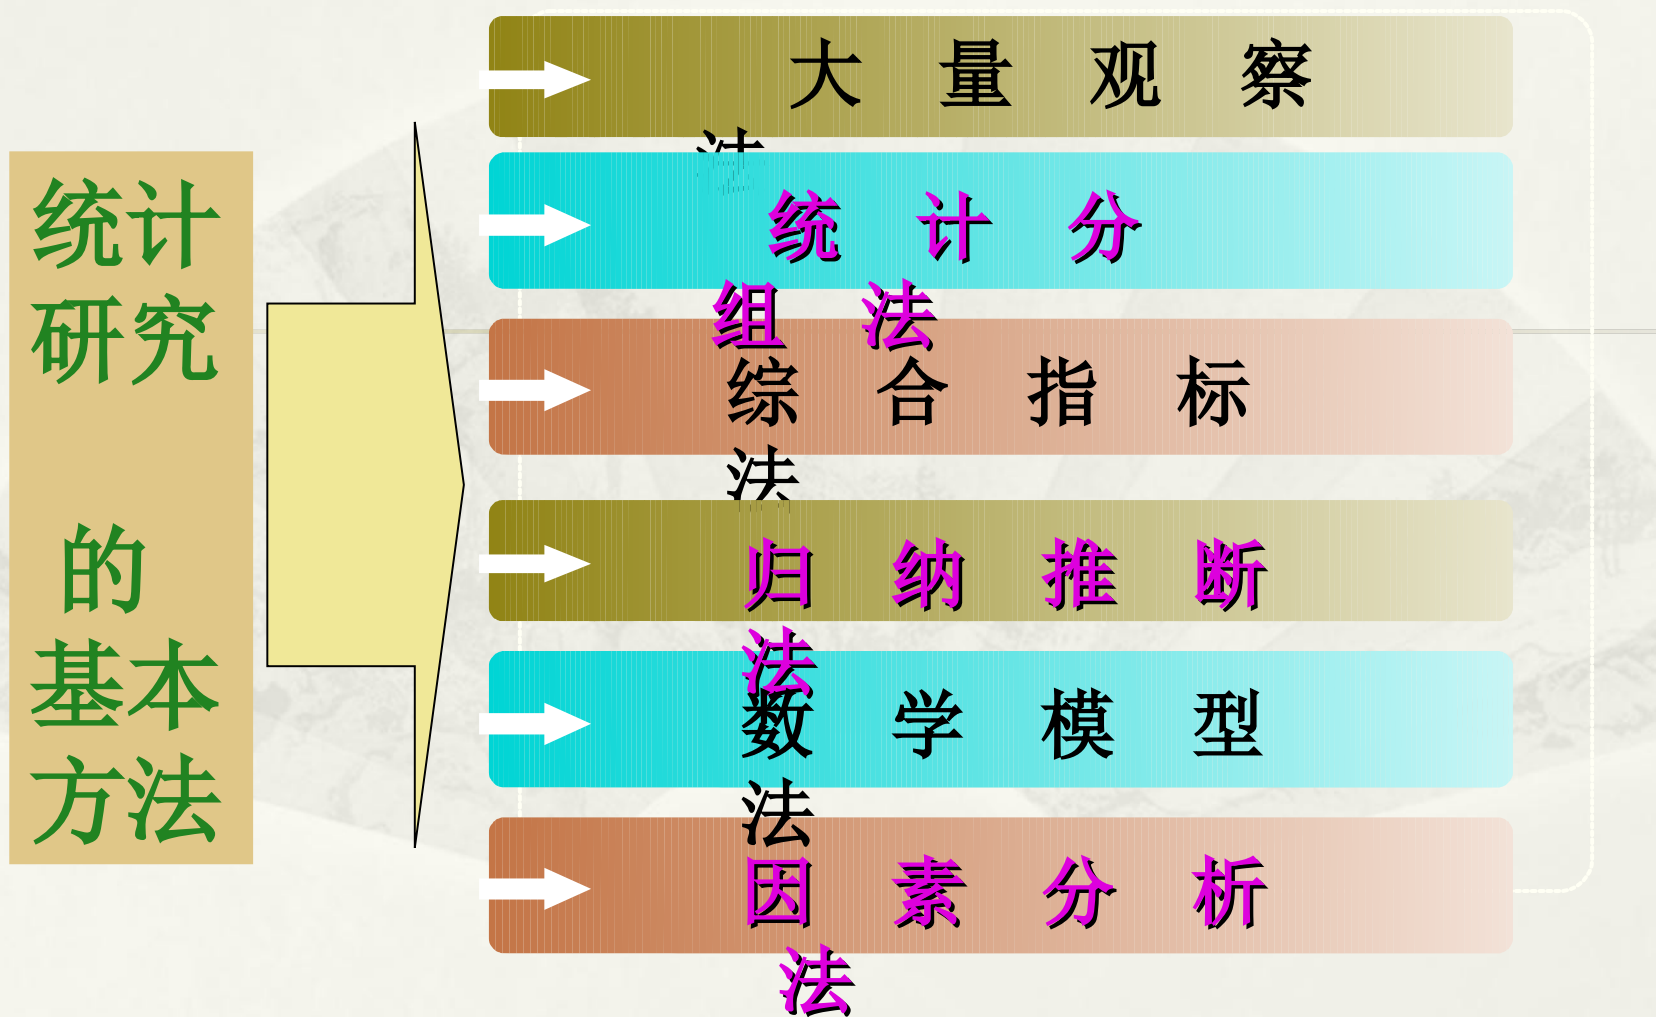 统计
研究
的
基本
方法
大 量 观 察
法
统 计 分
组 法
综 合 指 标
法
归 纳 推 断
法
数 学 模 型
法
因 素 分 析
法